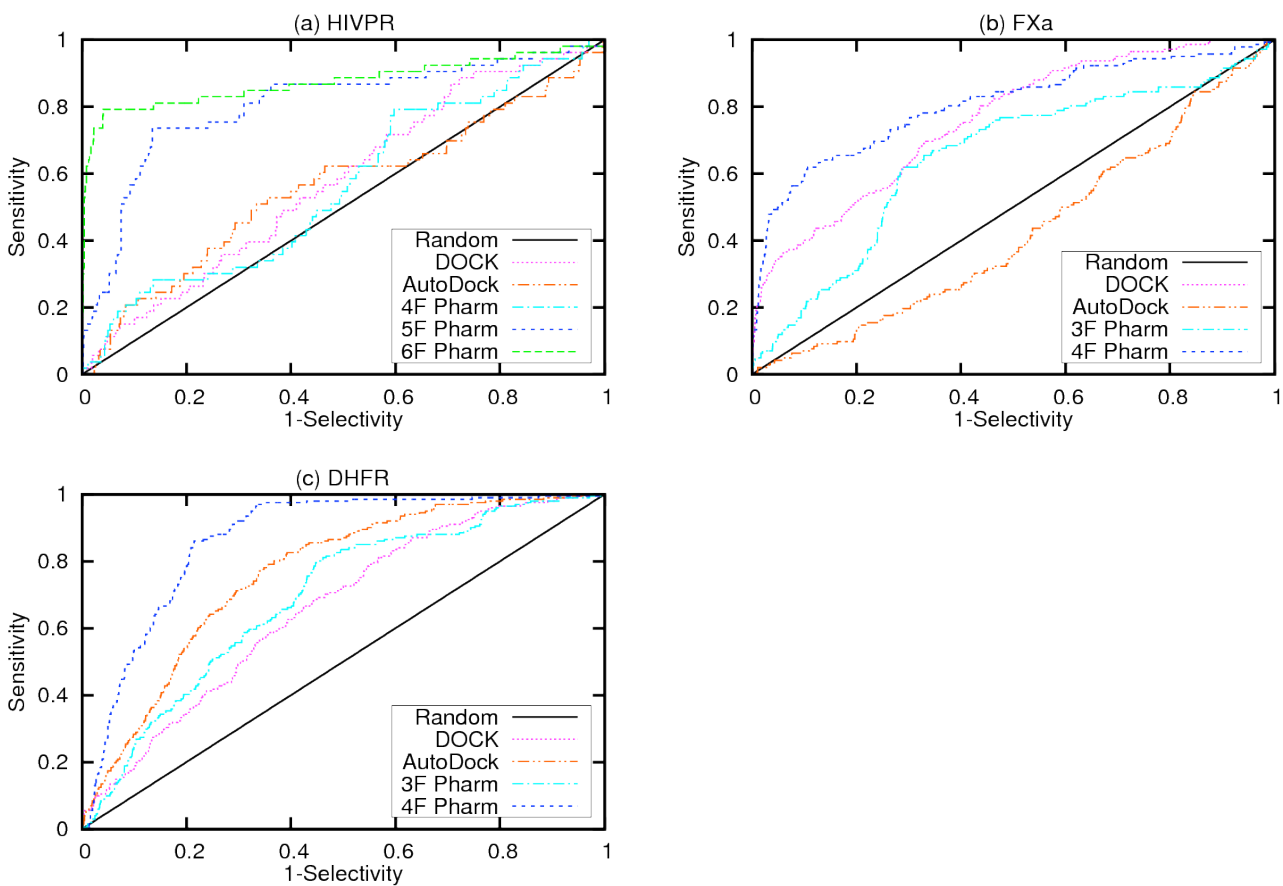 (a) HIVPR
Sensitivity
1
0.8
0.6
0.4
0.2
0
Random
DOCK
AutoDock
4F Pharm
5F Pharm
6F Pharm
0 0.2 0.4 0.6 0.8 1
1-Selectivity
(b) FXa
Sensitivity
1
0.8
0.6
0.4
0.2
0
Random
DOCK
AutoDock
3F Pharm
4F Pharm
0 0.2 0.4 0.6 0.8 1
1-Selectivity
(c) DHFR
Sensitivity
1
0.8
0.6
0.4
0.2
0
Random
DOCK
AutoDock
3F Pharm
4F Pharm
0 0.2 0.4 0.6 0.8 1
1-Selectivity